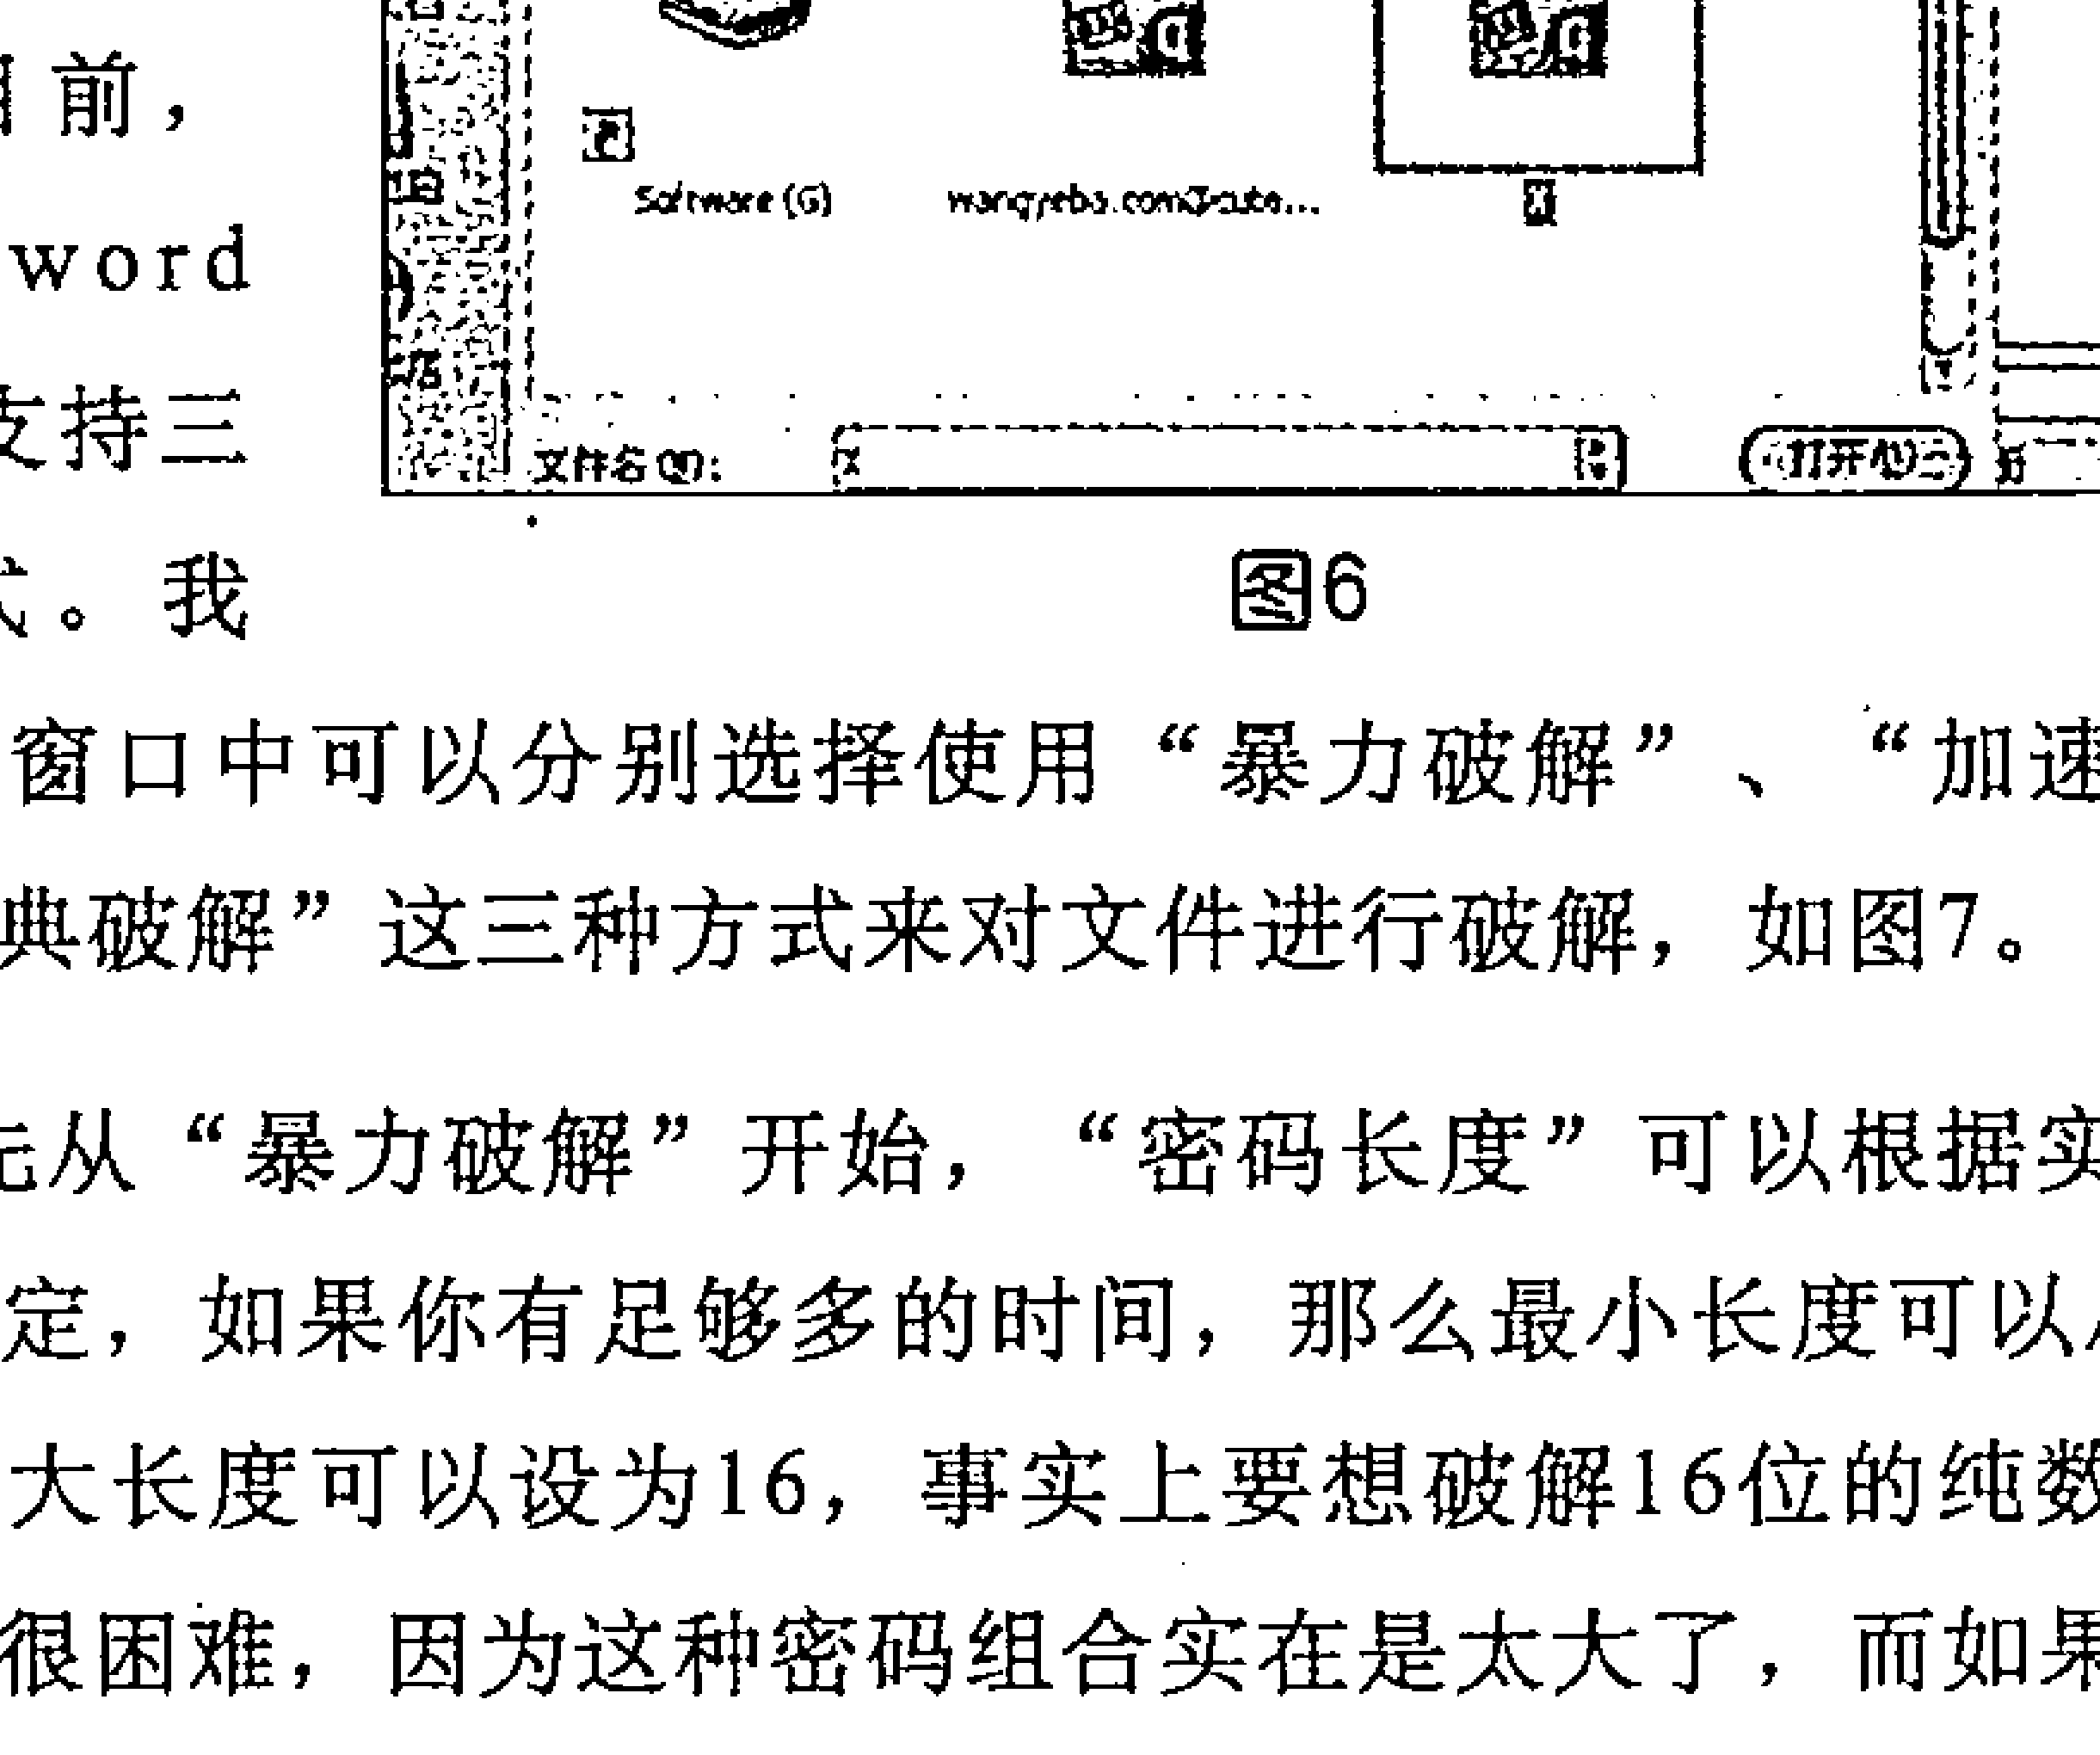 目前，
Software (G)
word
支持三
文件名(N)：
打开(O)
式。我
图6
窗口中可以分别选择使用“暴力破解”、“加速
典破解”这三种方式来对文件进行破解，如图7。
先从“暴力破解”开始，“密码长度”可以根据实
定，如果你有足够多的时间，那么最小长度可以从
大长度可以设为16，事实上要想破解16位的纯数
很困难，因为这种密码组合实在是太大了，而如果